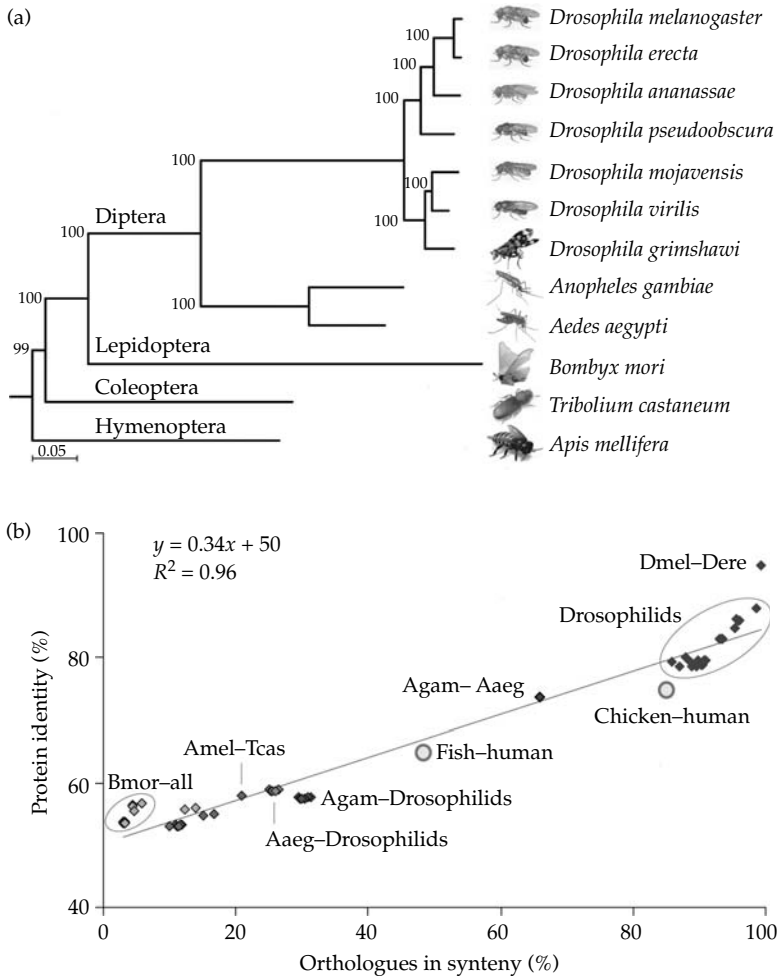 (a)
100
Drosophila melanogaster
100
Drosophila erecta
100
Drosophila ananassae
100
Drosophila pseudoobscura
100
Drosophila mojavensis
100
Drosophila virilis
100
Drosophila grimshawi
Diptera
100
Anopheles gambiae
100
Aedes aegypti
100
Lepidoptera
Bombyx mori
99
Coleoptera
Tribolium castaneum
Hymenoptera
Apis mellifera
0.05
(b)
100
80
60
40
Protein identity (%)
y = 0.34x + 50
R² = 0.96
Dmel–Dere
Drosophilids
Agam– Aaeg
Chicken–human
Amel–Tcas
Fish–human
Bmor–all
Agam–Drosophilids
Aaeg–Drosophilids
0 20 40 60 80 100
Orthologues in synteny (%)